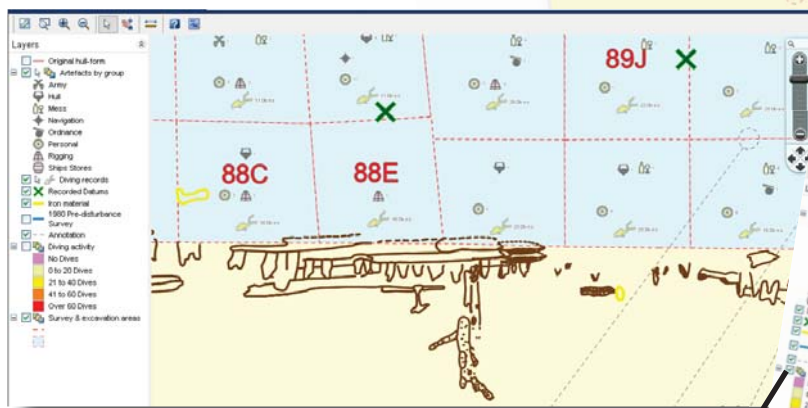 Layers
Original hull-form
Artefacts by group
Army
Hull
Mess
Navigation
Ordnance
Personal
Rigging
Ships Stores
Diving records
Recorded Datums
Iron material
1980 Pre-disturbance
Survey
Annotation
Diving activity
No Dives
0 to 20 Dives
21 to 40 Dives
41 to 60 Dives
Over 60 Dives
Survey & excavation areas
89J
88C
88E